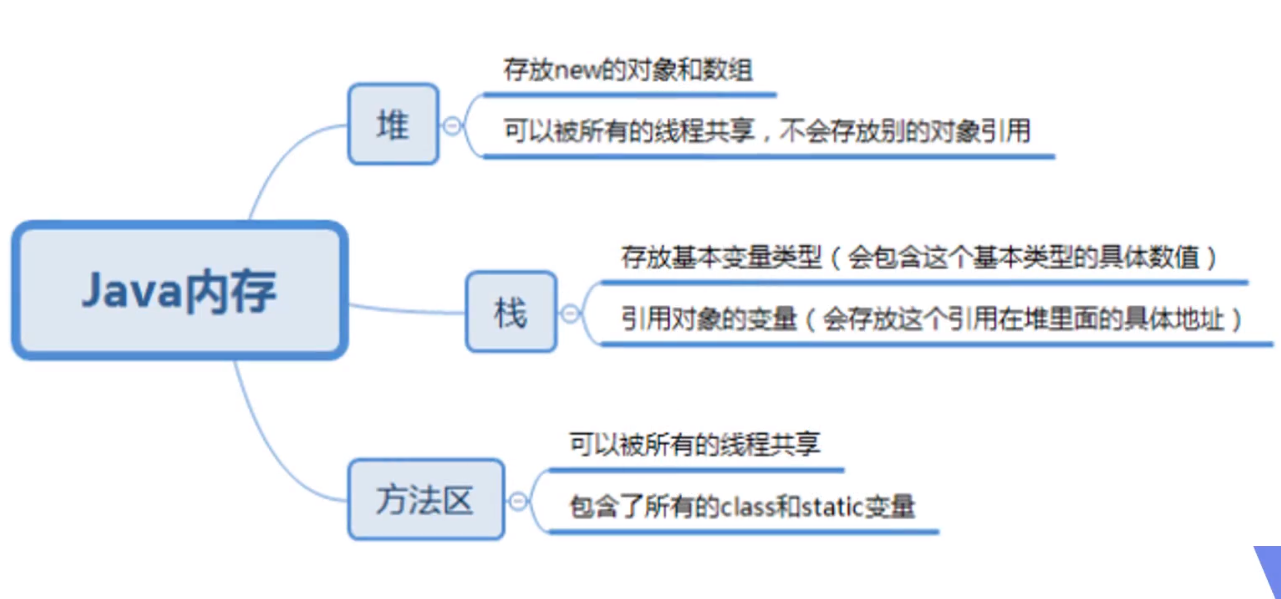 存放new的对象和数组
堆
可以被所有的线程共享，不会存放别的对象引用
存放基本变量类型（会包含这个基本类型的具体数值）
Java内存
栈
引用对象的变量（会存放这个引用在堆里面的具体地址）
可以被所有的线程共享
方法区
包含了所有的class和static变量